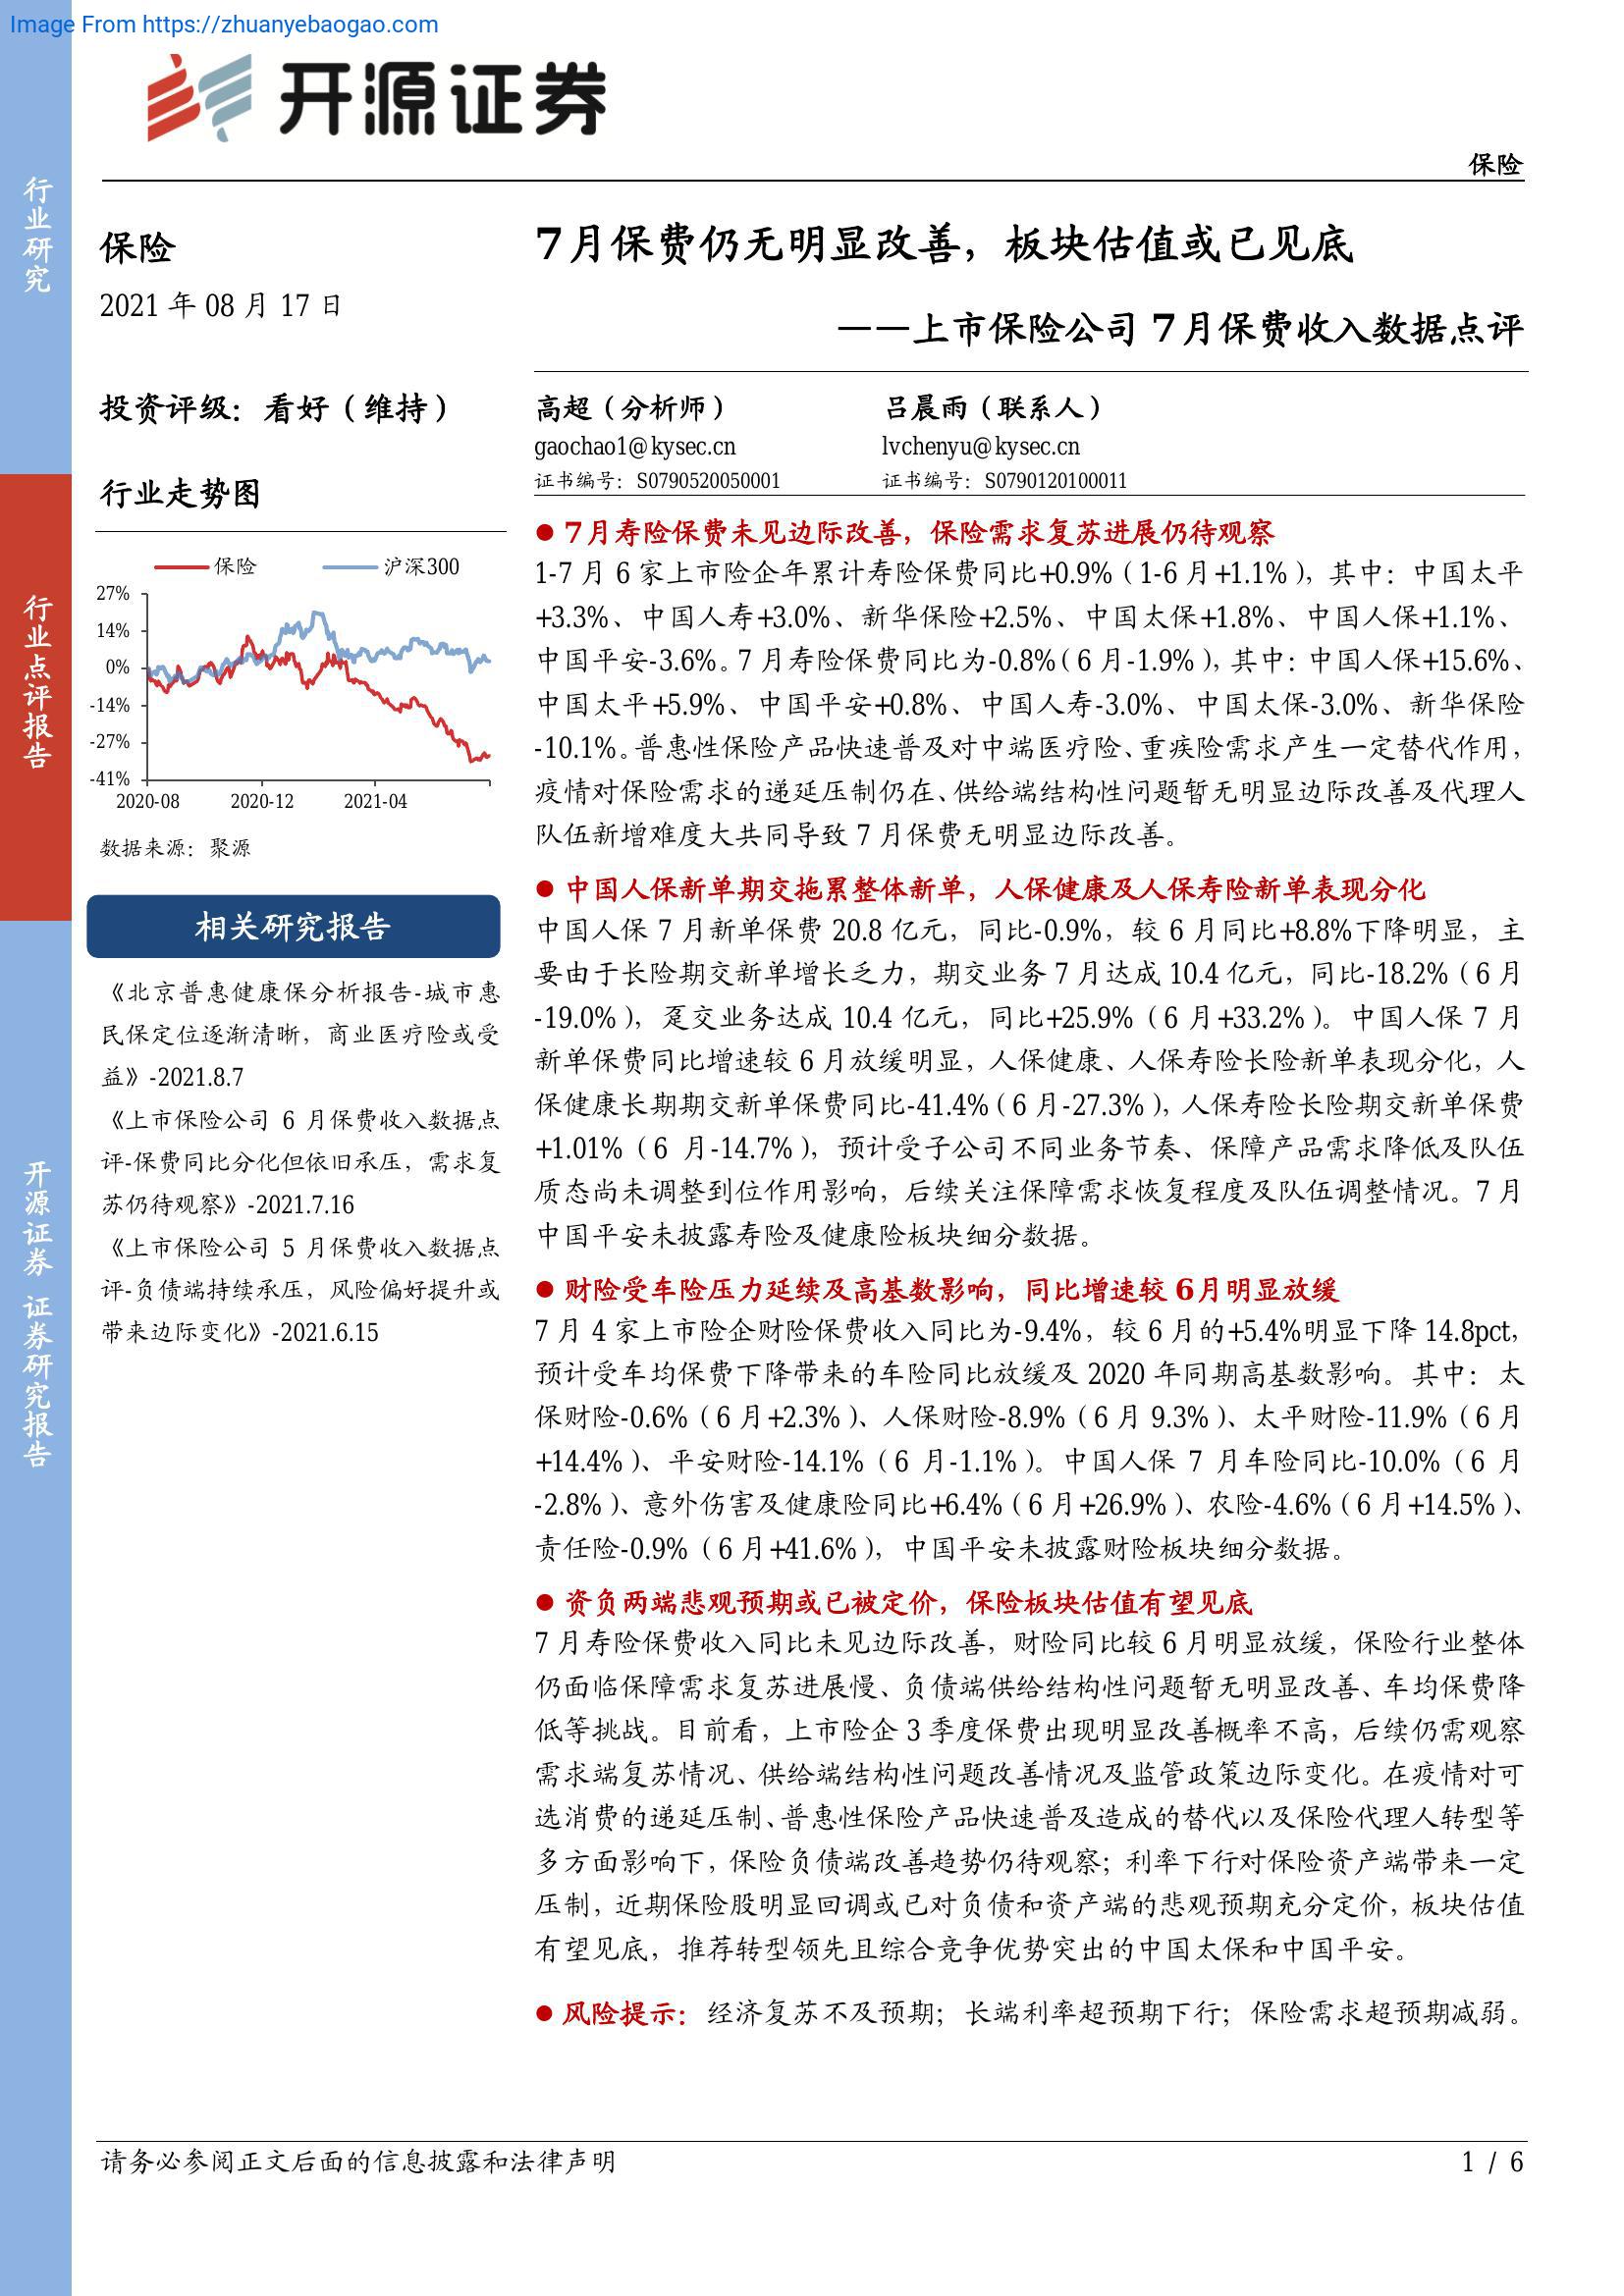 Image From https://zhuanyebaogao.com
开源证券
保险
行业研究
行业点评报告
开源证券 证券研究报告
保险
2021 年 08 月 17 日
投资评级：看好（维持）
行业走势图
保险 沪深300
27%
14%
0%
-14%
-27%
-41%
2020-08 2020-12 2021-04
数据来源：聚源
相关研究报告
《北京普惠健康保分析报告-城市惠
民保定位逐渐清晰，商业医疗险或受
益》-2021.8.7
《上市保险公司 6 月保费收入数据点
评-保费同比分化但依旧承压，需求复
苏仍待观察》-2021.7.16
《上市保险公司 5 月保费收入数据点
评-负债端持续承压，风险偏好提升或
带来边际变化》-2021.6.15
7月保费仍无明显改善，板块估值或已见底
——上市保险公司 7月保费收入数据点评
高超（分析师） 吕晨雨（联系人）
gaochao1@kysec.cn lvchenyu@kysec.cn
证书编号：S0790520050001 证书编号：S0790120100011
● 7月寿险保费未见边际改善，保险需求复苏进展仍待观察
1-7 月 6 家上市险企年累计寿险保费同比+0.9%（1-6 月+1.1%），其中：中国太平
+3.3%、中国人寿+3.0%、新华保险+2.5%、中国太保+1.8%、中国人保+1.1%、
中国平安-3.6%。7 月寿险保费同比为-0.8%（6 月-1.9%），其中：中国人保+15.6%、
中国太平+5.9%、中国平安+0.8%、中国人寿-3.0%、中国太保-3.0%、新华保险
-10.1%。普惠性保险产品快速普及对中端医疗险、重疾险需求产生一定替代作用，
疫情对保险需求的递延压制仍在、供给端结构性问题暂无明显边际改善及代理人
队伍新增难度大共同导致 7 月保费无明显边际改善。
● 中国人保新单期交拖累整体新单，人保健康及人保寿险新单表现分化
中国人保 7 月新单保费 20.8 亿元，同比-0.9%，较 6 月同比+8.8%下降明显，主
要由于长险期交新单增长乏力，期交业务 7 月达成 10.4 亿元，同比-18.2%（6 月
-19.0%），趸交业务达成 10.4 亿元，同比+25.9%（6 月+33.2%）。中国人保 7 月
新单保费同比增速较 6 月放缓明显，人保健康、人保寿险长险新单表现分化，人
保健康长期期交新单保费同比-41.4%（6 月-27.3%），人保寿险长险期交新单保费
+1.01%（6 月-14.7%），预计受子公司不同业务节奏、保障产品需求降低及队伍
质态尚未调整到位作用影响，后续关注保障需求恢复程度及队伍调整情况。7 月
中国平安未披露寿险及健康险板块细分数据。
● 财险受车险压力延续及高基数影响，同比增速较 6月明显放缓
7 月 4 家上市险企财险保费收入同比为-9.4%，较 6 月的+5.4%明显下降 14.8pct，
预计受车均保费下降带来的车险同比放缓及 2020 年同期高基数影响。其中：太
保财险-0.6%（6 月+2.3%）、人保财险-8.9%（6 月 9.3%）、太平财险-11.9%（6 月
+14.4%）、平安财险-14.1%（6 月-1.1%）。中国人保 7 月车险同比-10.0%（6 月
-2.8%）、意外伤害及健康险同比+6.4%（6 月+26.9%）、农险-4.6%（6 月+14.5%）、
责任险-0.9%（6 月+41.6%），中国平安未披露财险板块细分数据。
● 资负两端悲观预期或已被定价，保险板块估值有望见底
7 月寿险保费收入同比未见边际改善，财险同比较 6 月明显放缓，保险行业整体
仍面临保障需求复苏进展慢、负债端供给结构性问题暂无明显改善、车均保费降
低等挑战。目前看，上市险企 3 季度保费出现明显改善概率不高，后续仍需观察
需求端复苏情况、供给端结构性问题改善情况及监管政策边际变化。在疫情对可
选消费的递延压制、普惠性保险产品快速普及造成的替代以及保险代理人转型等
多方面影响下，保险负债端改善趋势仍待观察；利率下行对保险资产端带来一定
压制，近期保险股明显回调或已对负债和资产端的悲观预期充分定价，板块估值
有望见底，推荐转型领先且综合竞争优势突出的中国太保和中国平安。
● 风险提示：经济复苏不及预期；长端利率超预期下行；保险需求超预期减弱。
请务必参阅正文后面的信息披露和法律声明 1 / 6